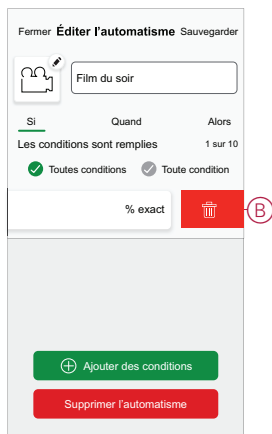 Fermer Éditer l'automatisme Sauvegarder
Film du soir
Si Quand Alors
Les conditions sont remplies 1 sur 10
Toutes conditions Toute condition
% exact
B
Ajouter des conditions
Supprimer l'automatisme